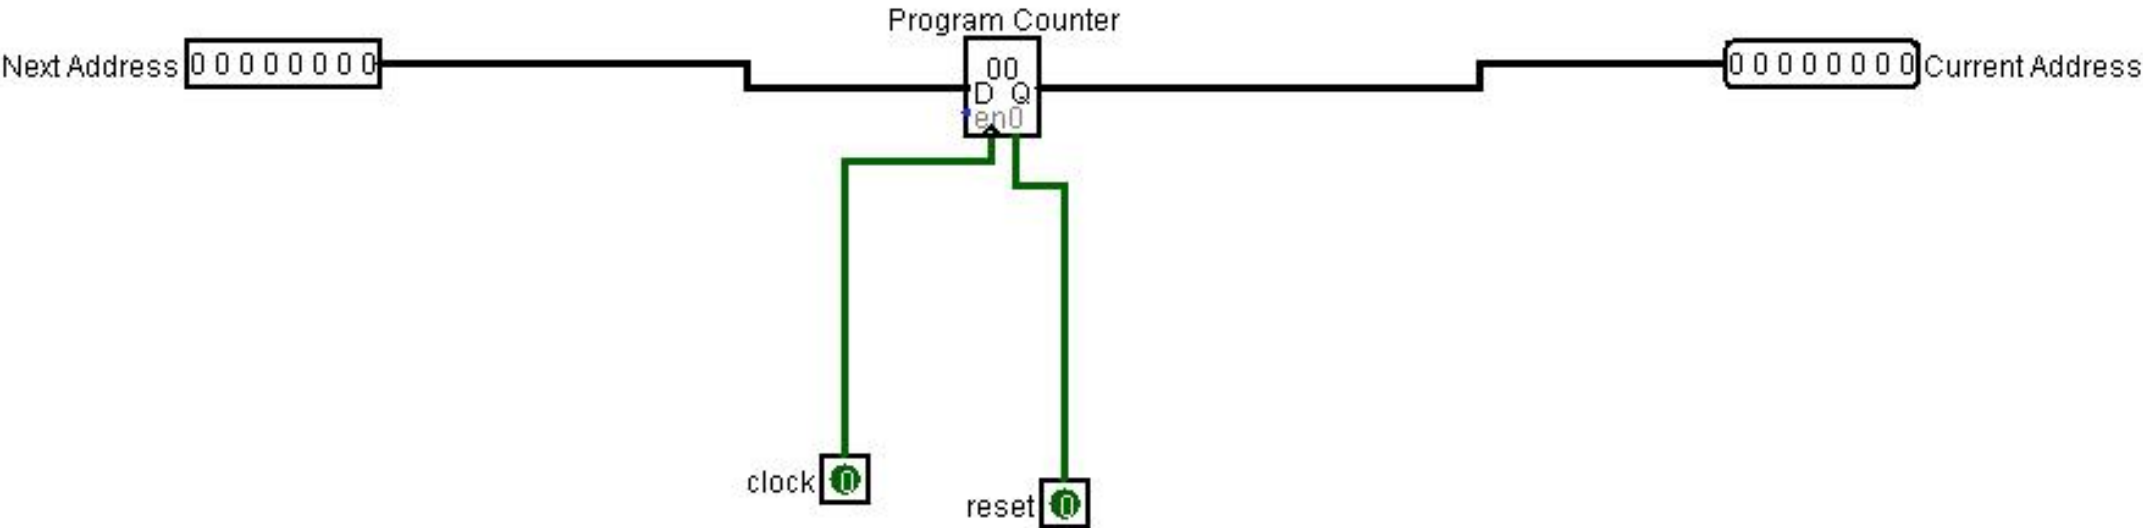 Program Counter
Next Address 0 0 0 0 0 0 0 0
00
D Q
en0
0 0 0 0 0 0 0 0 Current Address
clock 0
reset 0